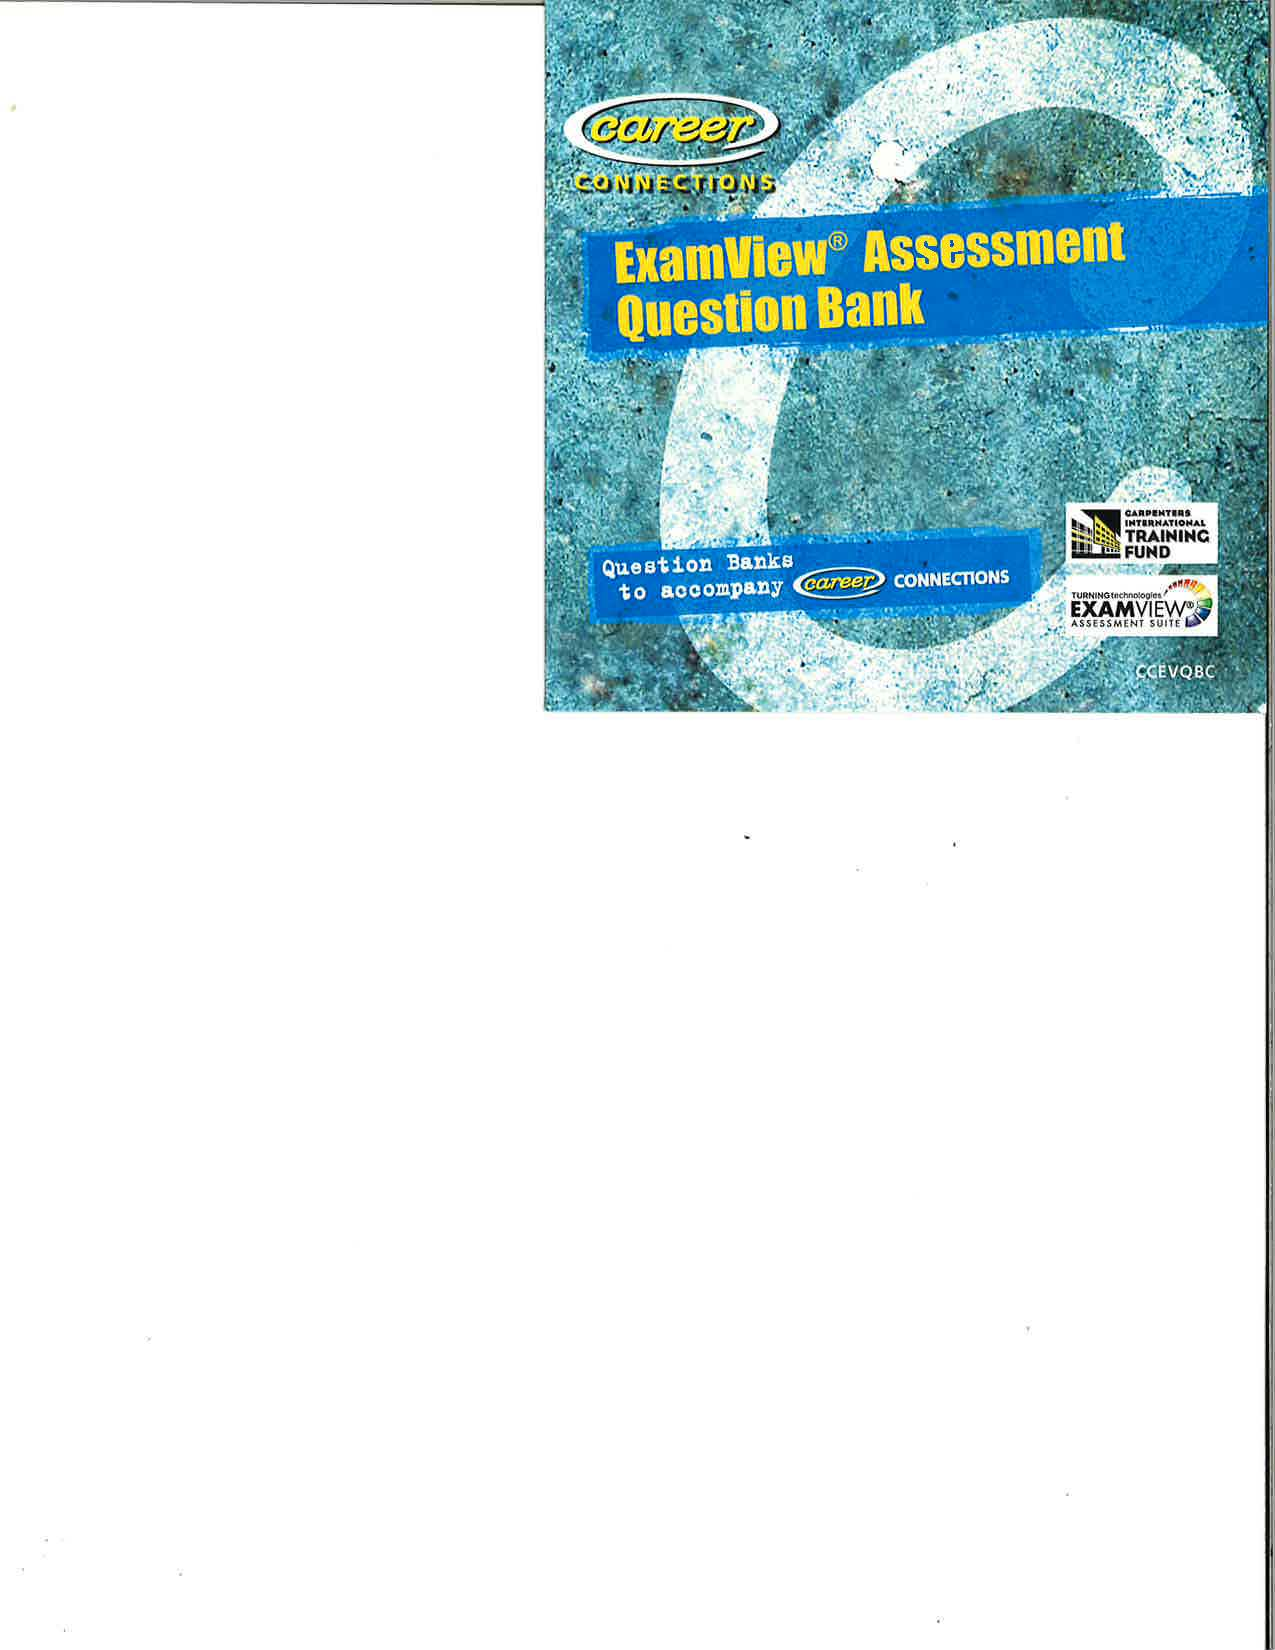 career
CONNECTIONS
ExamView® Assessment
Question Bank
Question Banks
to accompany career CONNECTIONS
CARPENTERS
INTERNATIONAL
TRAINING
FUND
TURNING technologies
EXAMVIEW®
ASSESSMENT SUITE
CCEVQBC